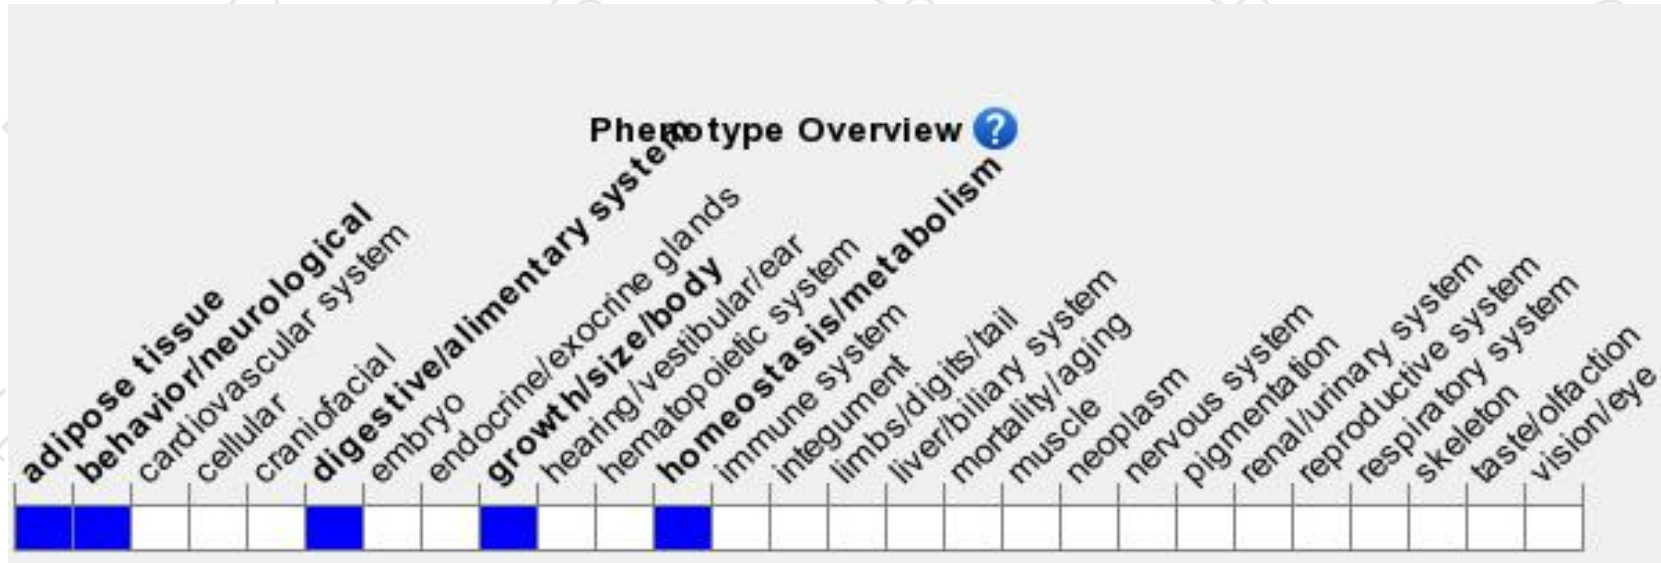 Phenotype Overview ?
adipose tissue
behavior/neurological
cardiovascular system
cellular
craniofacial
digestive/alimentary system
embryo
endocrine/exocrine glands
growth/size/body
hearing/vestibular/ear
hematopoietic system
homeostasis/metabolism
immune system
integument
limbs/digits/tail
liver/biliary system
mortality/aging
muscle
neoplasm
nervous system
pigmentation
renal/urinary system
reproductive system
respiratory system
skeleton
taste/olfaction
vision/eye